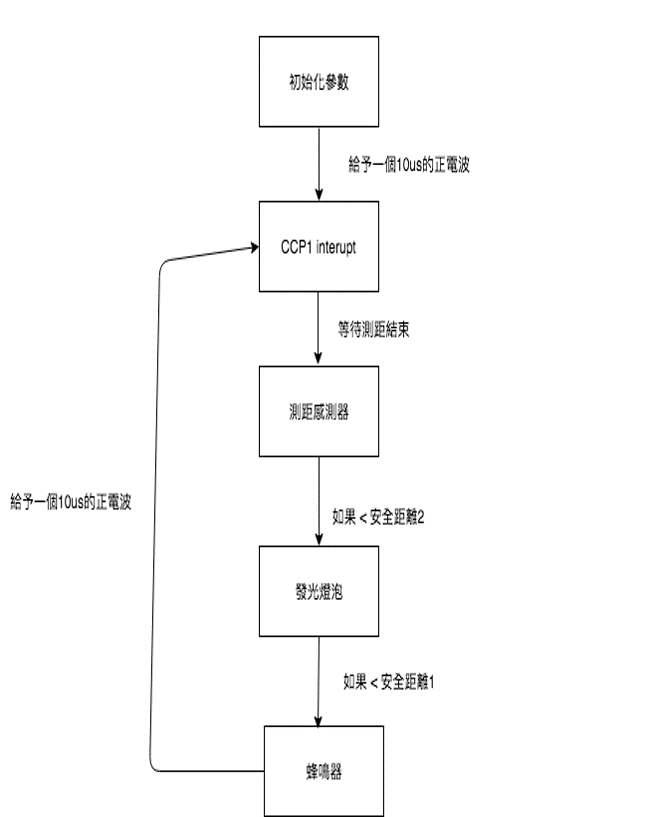 初始化參數
給予一個10us的正電波
CCP1 interupt
等待測距結束
測距感測器
給予一個10us的正電波
如果 < 安全距離2
發光燈泡
如果 < 安全距離1
蜂鳴器